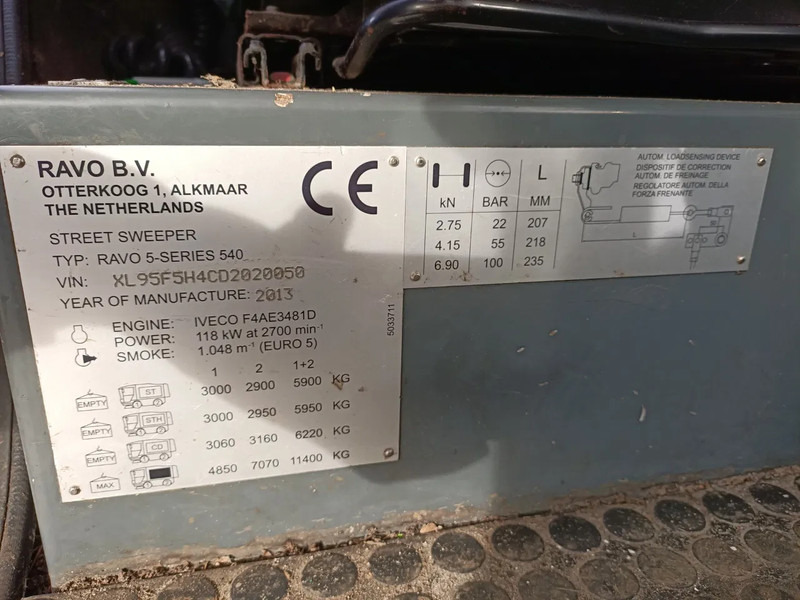 RAVO B.V.
OTTERKOOG 1, ALKMAAR
THE NETHERLANDS
CE
STREET SWEEPER
TYP: RAVO 5-SERIES 540
VIN: XL95F5H4CD2020050
YEAR OF MANUFACTURE: 2013
ENGINE: IVECO F4AE3481D
POWER: 118 kW at 2700 min⁻¹
SMOKE: 1.048 m⁻¹ (EURO 5)
1 2 1+2
EMPTY ST 3000 2900 5900 KG
EMPTY STH 3000 2950 5950 KG
EMPTY CD 3060 3160 6220 KG
MAX 4850 7070 11400 KG
5033711
L
kN BAR MM
2.75 22 207
4.15 55 218
6.90 100 235
AUTOM. LOADSENSING DEVICE
DISPOSITIF DE CORRECTION
AUTOM. DE FREINAGE
REGOLATORE AUTOM. DELLA
FORZA FRENANTE
L